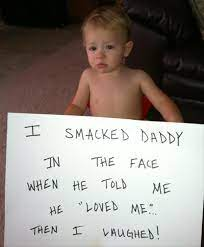 I SMACKED DADDY
IN THE FACE
WHEN HE TOLD ME
HE "LOVED ME"...
THEN I LAUGHED!